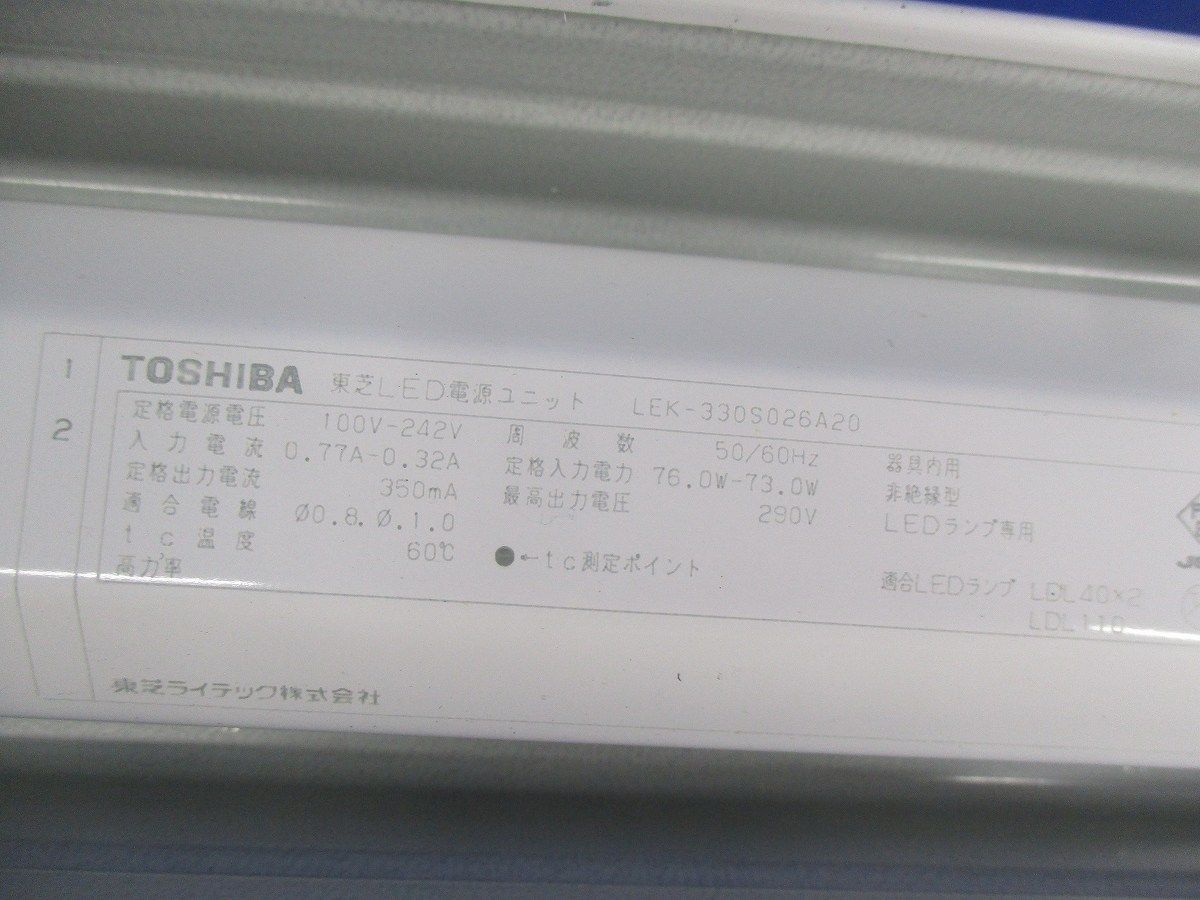 1
2
TOSHIBA 東芝LED電源ユニット LEK-330S026A20
定格電源電圧 100V-242V 周波数 50/60Hz 器具内用
入力電流 0.77A-0.32A 定格入力電力 76.0W-73.0W 非絶縁型
定格出力電流 350mA 最高出力電圧 290V LEDランプ専用
適合電線 Ø0.8. Ø.1.0
tc温度 60℃ ●←tc測定ポイント 適合LEDランプ LDL40×2
高力率 LDL110
東芝ライテック株式会社